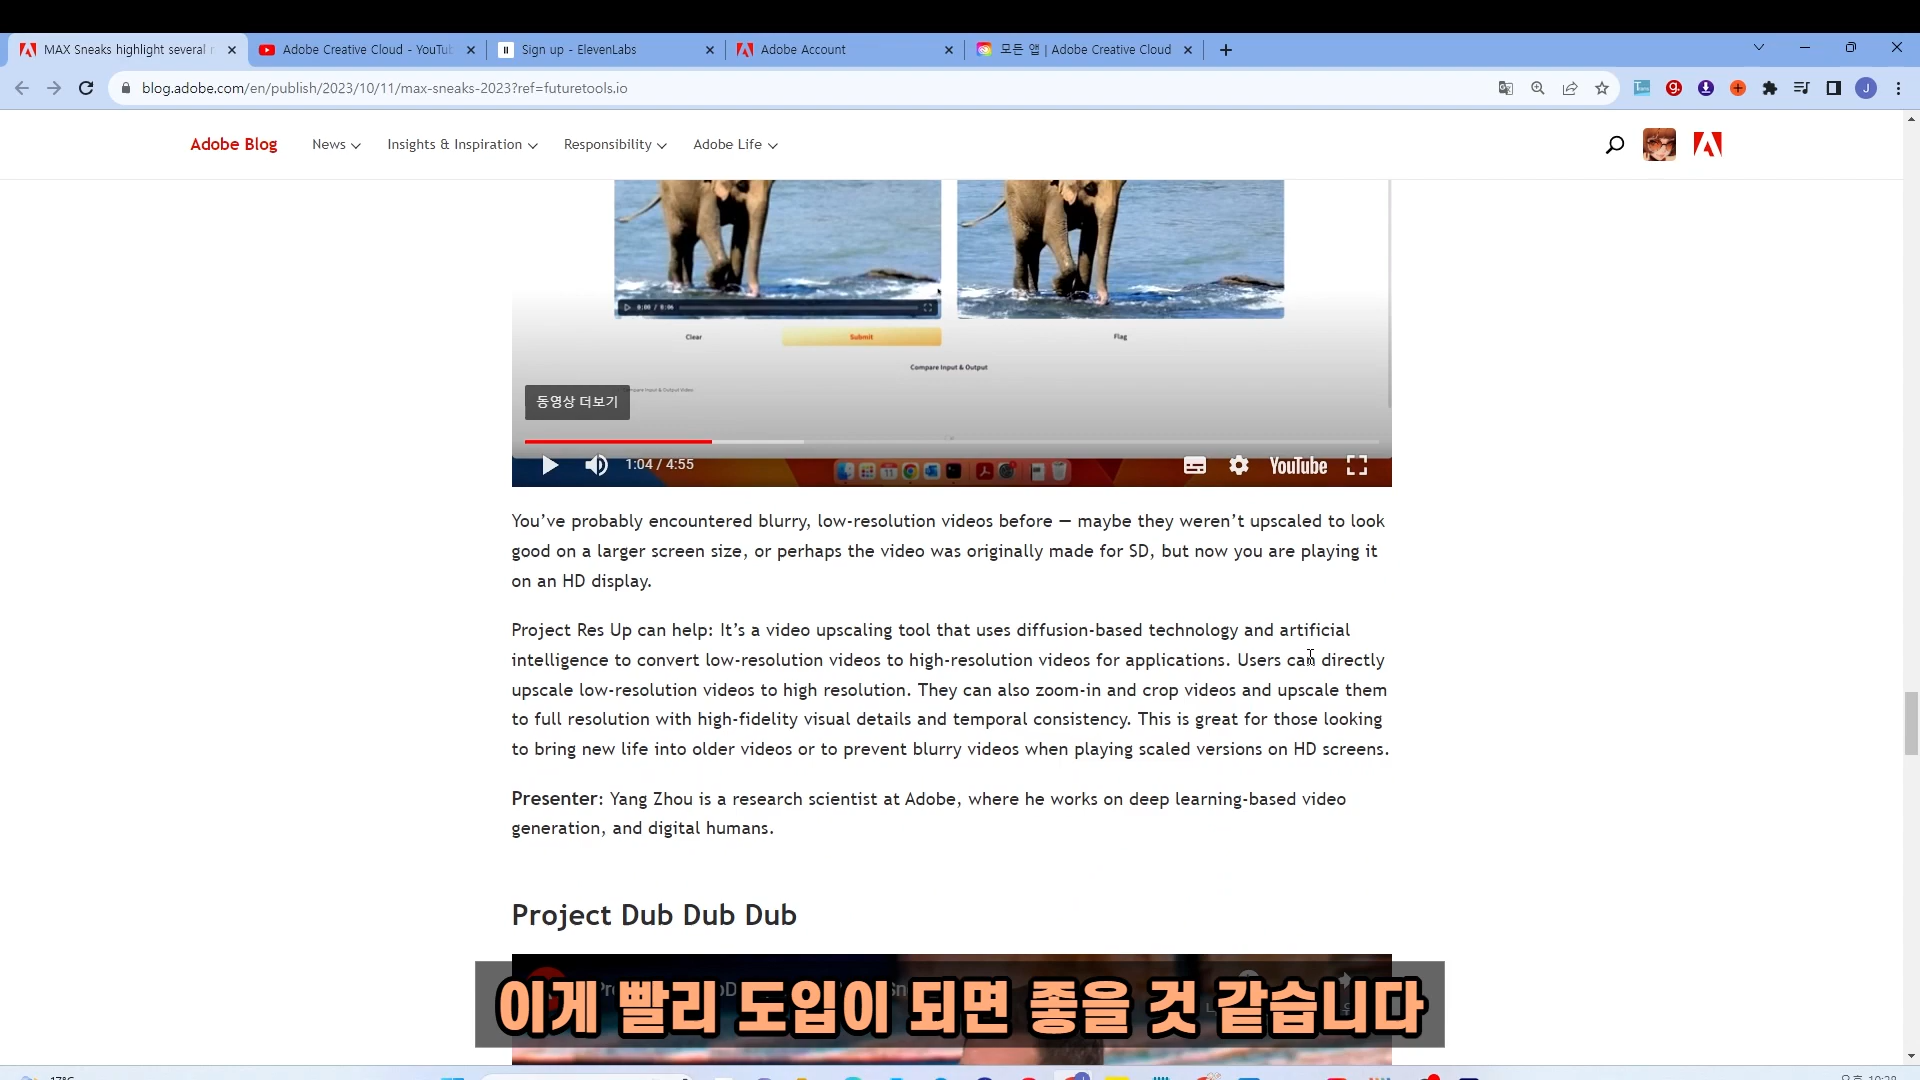 MAX Sneaks highlight several
Adobe Creative Cloud - YouTub
Sign up - ElevenLabs
Adobe Account
모든 앱 | Adobe Creative Cloud
blog.adobe.com/en/publish/2023/10/11/max-sneaks-2023?ref=futuretools.io
Adobe Blog
News
Insights & Inspiration
Responsibility
Adobe Life
0:00 / 0:06
Clear
Submit
Flag
Compare Input & Output
동영상 더보기
1:04 / 4:55
YouTube
You’ve probably encountered blurry, low-resolution videos before — maybe they weren’t upscaled to look
good on a larger screen size, or perhaps the video was originally made for SD, but now you are playing it
on an HD display.
Project Res Up can help: It’s a video upscaling tool that uses diffusion-based technology and artificial
intelligence to convert low-resolution videos to high-resolution videos for applications. Users can directly
upscale low-resolution videos to high resolution. They can also zoom-in and crop videos and upscale them
to full resolution with high-fidelity visual details and temporal consistency. This is great for those looking
to bring new life into older videos or to prevent blurry videos when playing scaled versions on HD screens.
Presenter: Yang Zhou is a research scientist at Adobe, where he works on deep learning-based video
generation, and digital humans.
Project Dub Dub Dub
이게 빨리 도입이 되면 좋을 것 같습니다